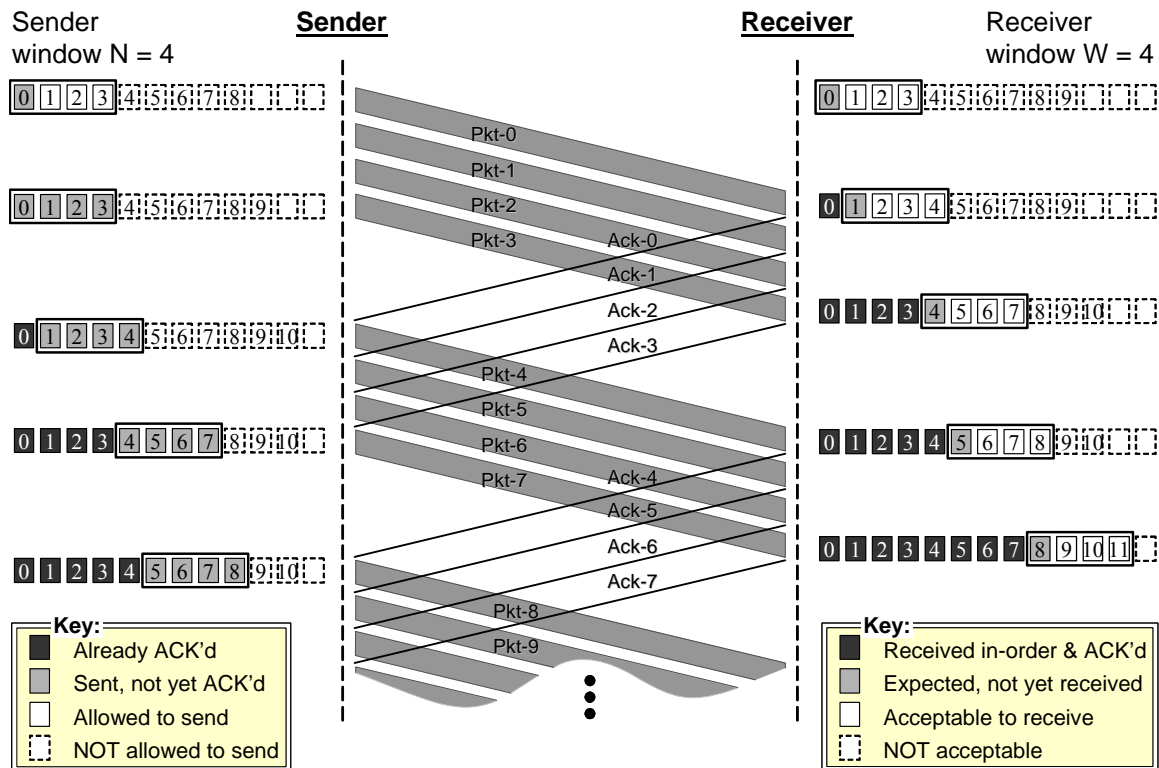 Sender
window N = 4
Sender
Receiver
Receiver
window W = 4
0 1 2 3 4 5 6 7 8
0 1 2 3 4 5 6 7 8 9
Pkt-0
Pkt-1
Pkt-2
Pkt-3
Ack-0
Ack-1
Ack-2
Ack-3
0 1 2 3 4 5 6 7 8 9
0 1 2 3 4 5 6 7 8 9
0 1 2 3 4 5 6 7 8 9 10
0 1 2 3 4 5 6 7 8 9 10
Pkt-4
Pkt-5
Pkt-6
Pkt-7
Ack-4
Ack-5
Ack-6
Ack-7
0 1 2 3 4 5 6 7 8 9 10
0 1 2 3 4 5 6 7 8 9 10
0 1 2 3 4 5 6 7 8 9 10
0 1 2 3 4 5 6 7 8 9 10 11
Pkt-8
Pkt-9
Key:
Already ACK'd
Sent, not yet ACK'd
Allowed to send
NOT allowed to send
Key:
Received in-order & ACK'd
Expected, not yet received
Acceptable to receive
NOT acceptable